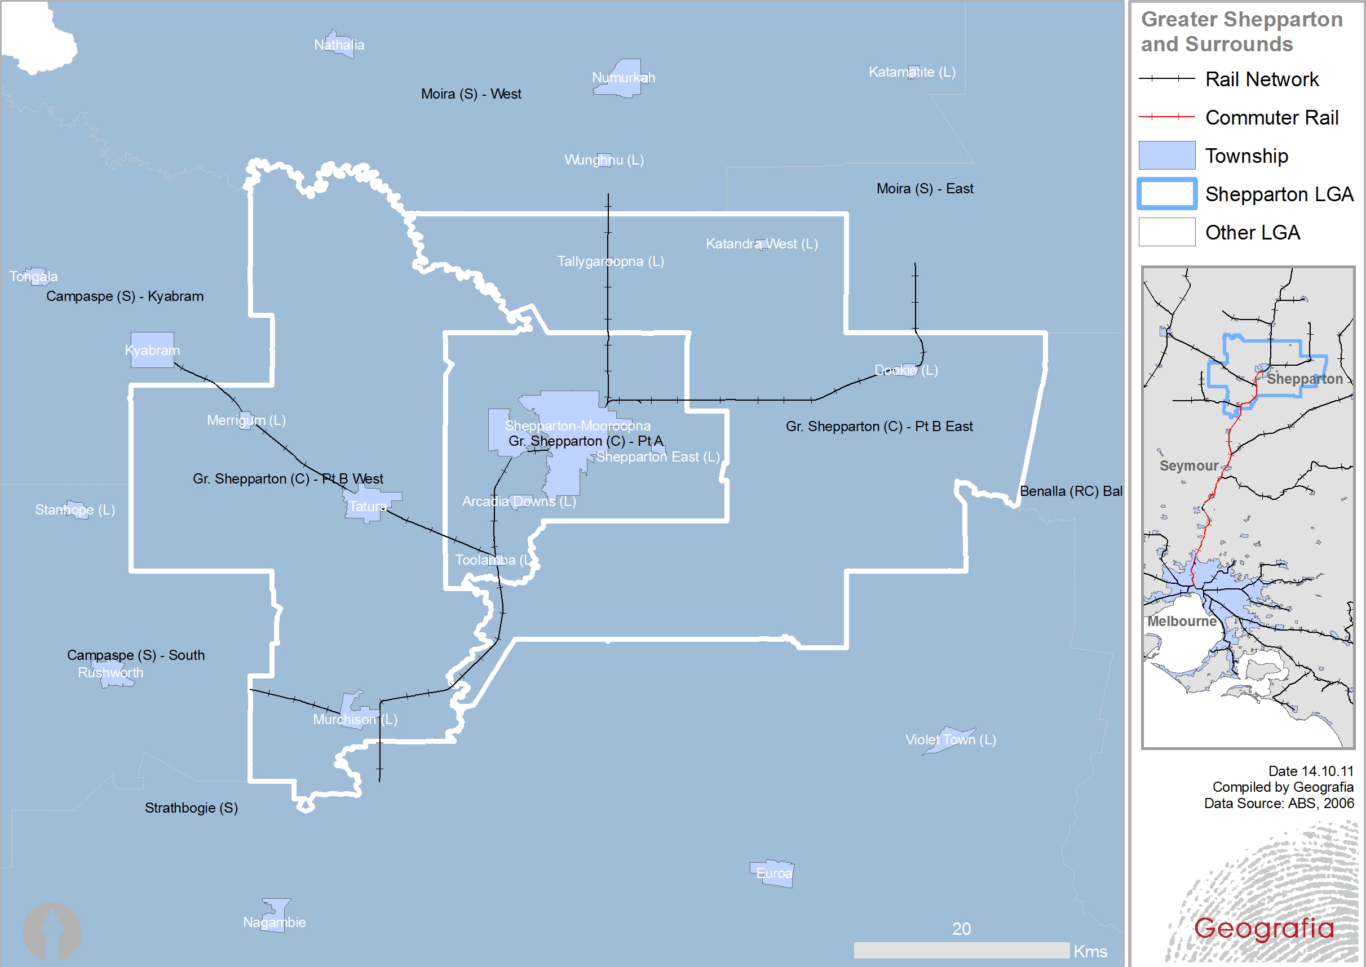 Nathalia
Numurkah
Katamatite (L)
Moira (S) - West
Wunghnu (L)
Moira (S) - East
Katandra West (L)
Tallygaroopna (L)
Tongala
Campaspe (S) - Kyabram
Kyabram
Dookie (L)
Merrigum (L)
Shepparton-Mooroopna
Gr. Shepparton (C) - Pt B East
Gr. Shepparton (C) - Pt A
Shepparton East (L)
Gr. Shepparton (C) - Pt B West
Benalla (RC) Bal
Stanhope (L)
Tatura
Arcadia Downs (L)
Toolamba (L
Campaspe (S) - South
Rushworth
Murchison (L)
Violet Town (L)
Strathbogie (S)
Euroa
Nagambie
20
Kms
Greater Shepparton
and Surrounds
Rail Network
Commuter Rail
Township
Shepparton LGA
Other LGA
Shepparton
Seymour
Melbourne
Date 14.10.11
Compiled by Geografia
Data Source: ABS, 2006
Geografia